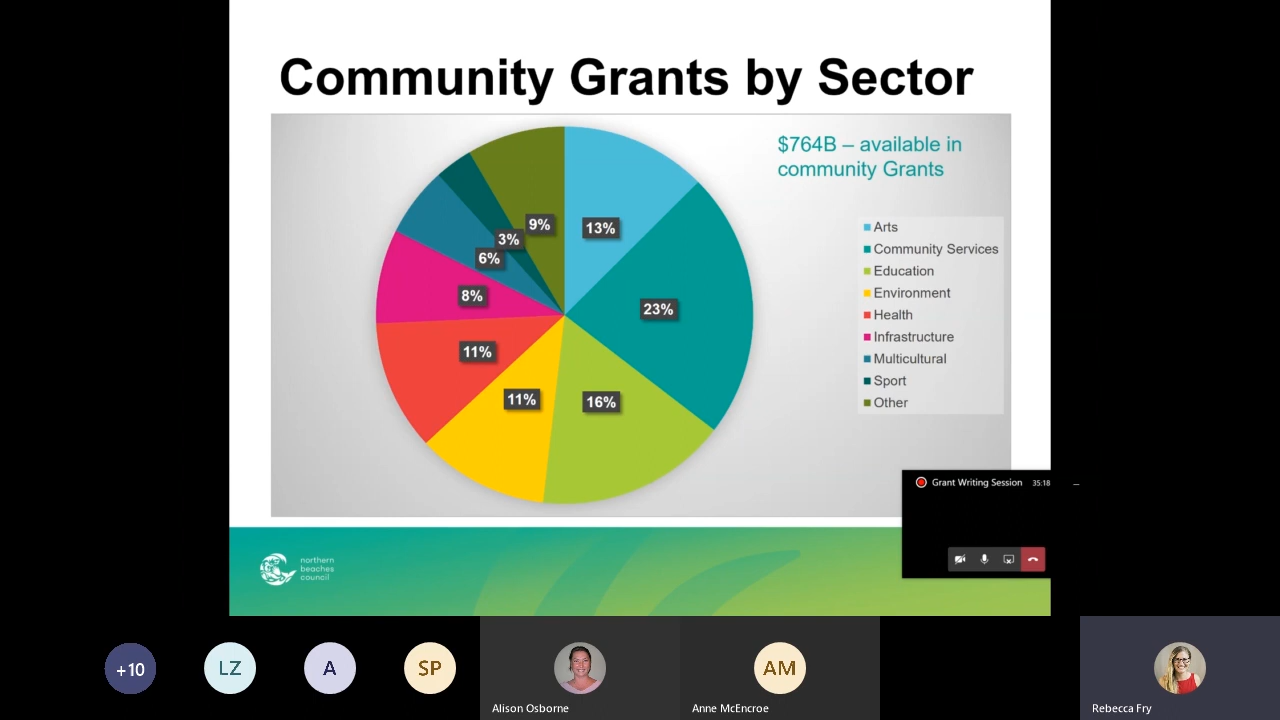 Community Grants by Sector
$764B – available in
community Grants
13%
23%
16%
11%
11%
8%
6%
3%
9%
Arts
Community Services
Education
Environment
Health
Infrastructure
Multicultural
Sport
Other
Grant Writing Session 35:18
northern
beaches
council
+10
LZ
A
SP
Alison Osborne
AM
Anne McEncroe
Rebecca Fry